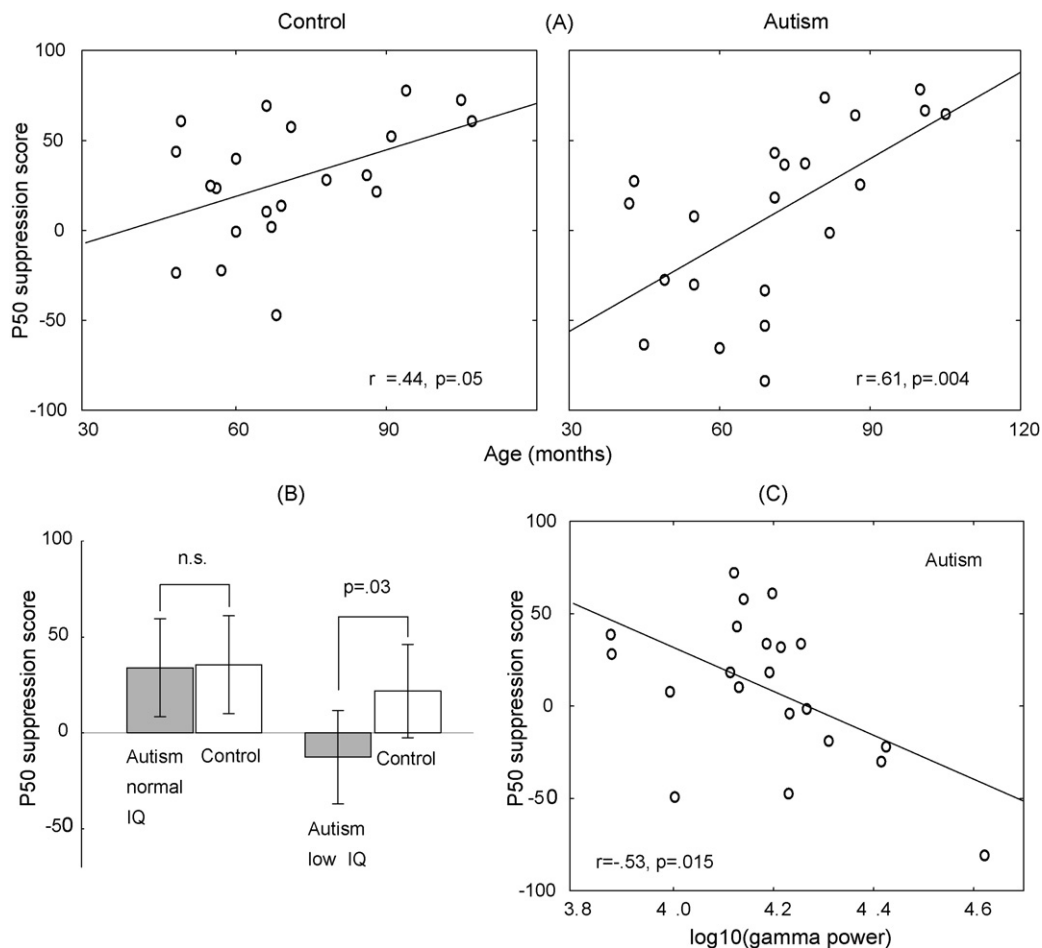 Control (A) Autism
100
50
0
-50
-100
P50 suppression score
r =.44, p=.05
r=.61, p=.004
30 60 90 30 60 90 120
Age (months)
(B)
100
50
0
-50
P50 suppression score
n.s.
p=.03
Autism
normal
IQ
Control
Autism
low IQ
Control
(C)
100
50
0
-50
-100
P50 suppression score
Autism
r=-.53, p=.015
3.8 4 .0 4.2 4.4 4.6
log10(gamma power)